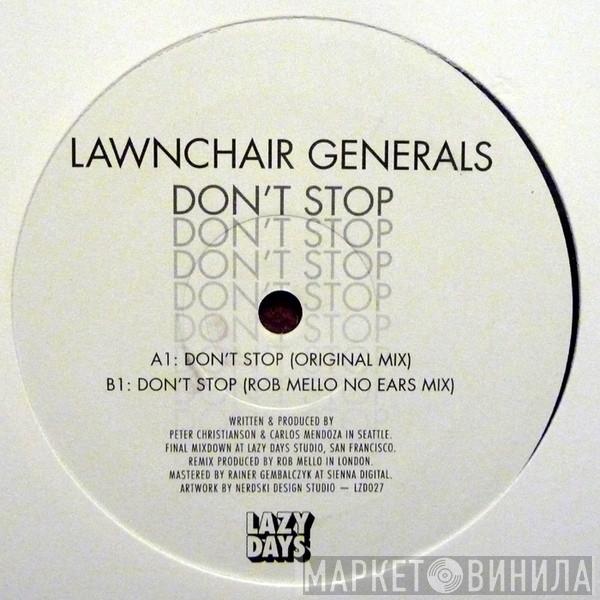 LAWNCHAIR GENERALS
DON'T STOP
DON'T STOP
DON'T STOP
DON'T STOP
DON'T STOP
A1: DON'T STOP (ORIGINAL MIX)
B1: DON'T STOP (ROB MELLO NO EARS MIX)
WRITTEN & PRODUCED BY
PETER CHRISTIANSON & CARLOS MENDOZA IN SEATTLE.
FINAL MIXDOWN AT LAZY DAYS STUDIO, SAN FRANCISCO.
REMIX PRODUCED BY ROB MELLO IN LONDON.
MASTERED BY RAINER GEMBALCZYK AT SIENNA DIGITAL.
ARTWORK BY NERDSKI DESIGN STUDIO — LZD027
LAZY
DAYS
МАРКЕТ ВИНИЛА